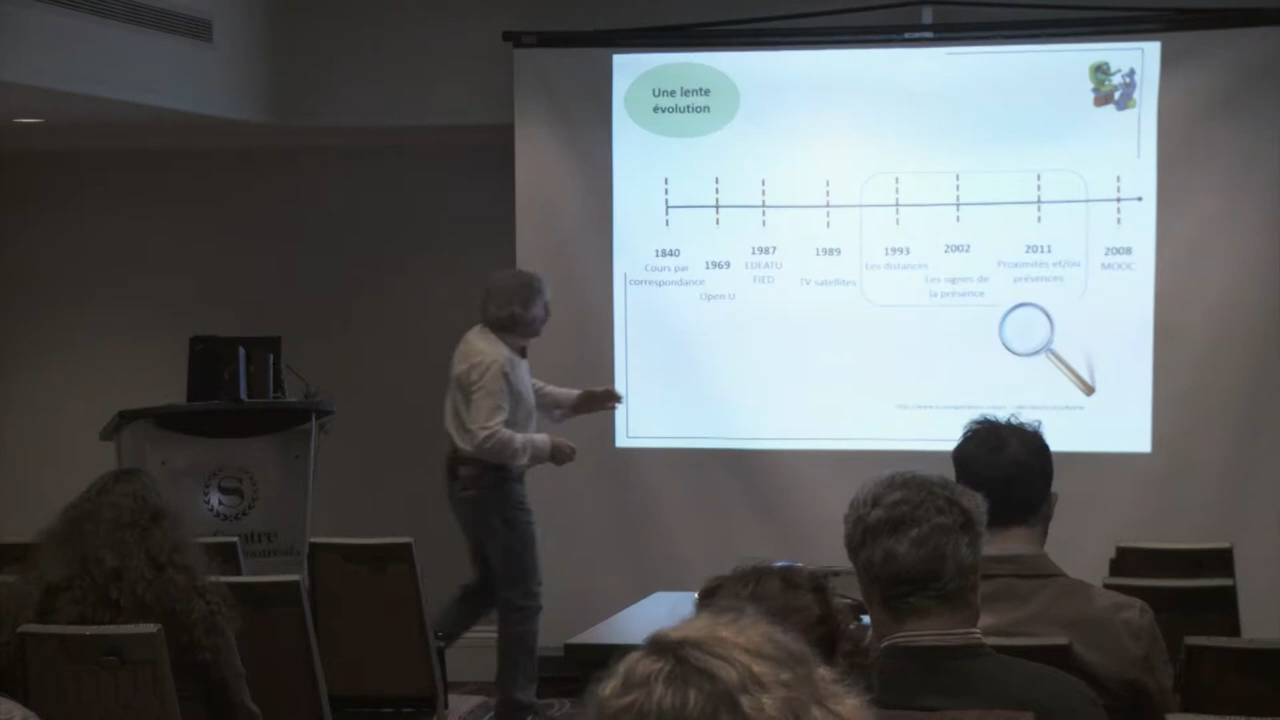 Une lente
évolution
1840
Cours par
correspondance
1969
Open U
1987
EDEATU
FIED
1989
TV satellites
1993
Les distances
2002
Les signes de
la présence
2011
Proximités et/ou
présences
2008
MOOC
S
Centre